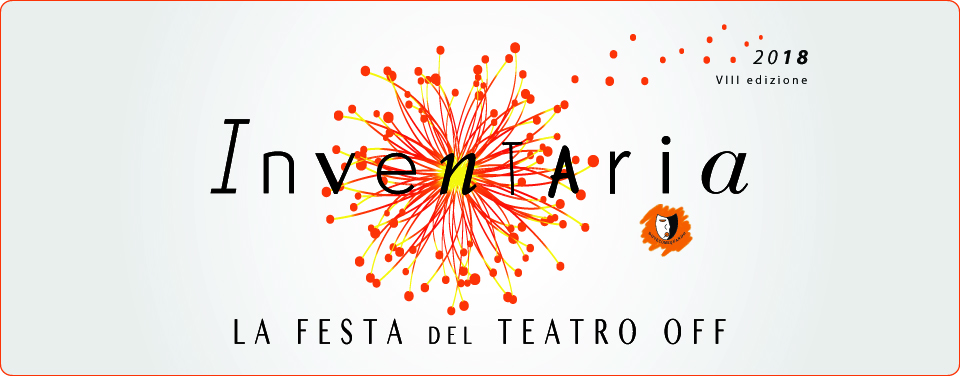 2018
VIII edizione
InvenTAria
LA FESTA DEL TEATRO OFF